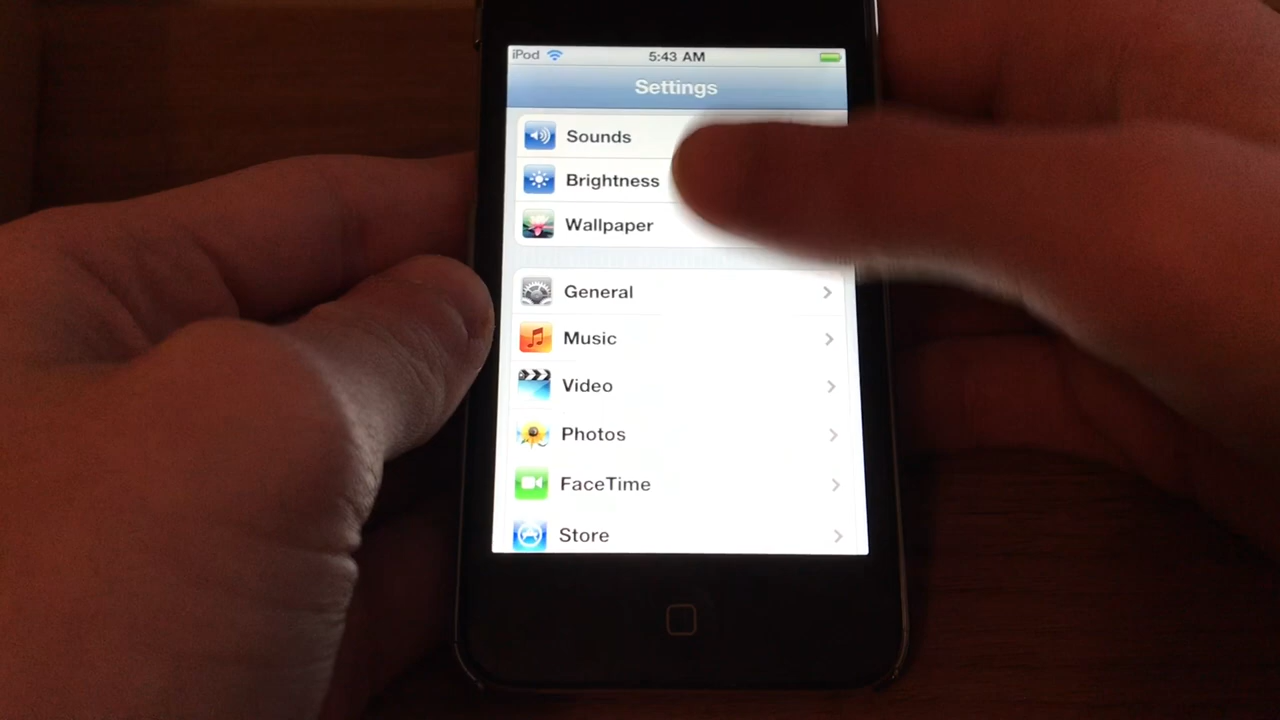 iPod 5:43 AM
Settings
Sounds
Brightness
Wallpaper
General
Music
Video
Photos
FaceTime
Store